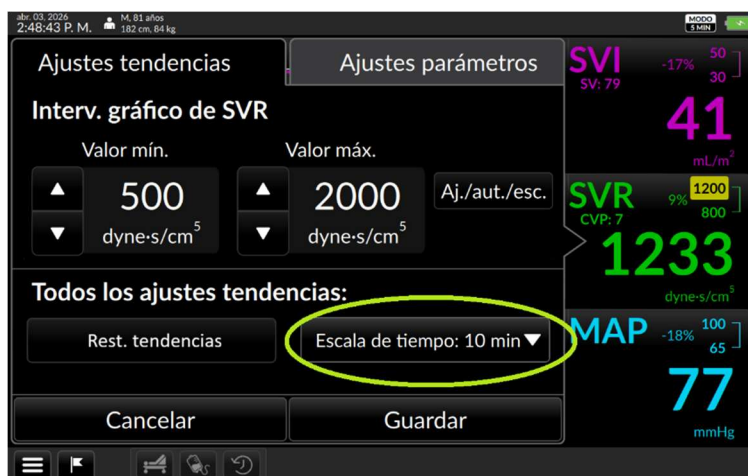 abr. 03, 2026
2:48:43 P. M.
M, 81 años
182 cm, 84 kg
MODO
5 MIN
Ajustes tendencias
Ajustes parámetros
Interv. gráfico de SVR
Valor mín.
Valor máx.
500
dyne·s/cm⁵
2000
dyne·s/cm⁵
Aj./aut./esc.
Todos los ajustes tendencias:
Rest. tendencias
Escala de tiempo: 10 min
Cancelar
Guardar
SVI
SV: 79
-17%
50
30
41
mL/m²
SVR
CVP: 7
9%
1200
800
1233
dyne·s/cm⁵
MAP
-18%
100
65
77
mmHg